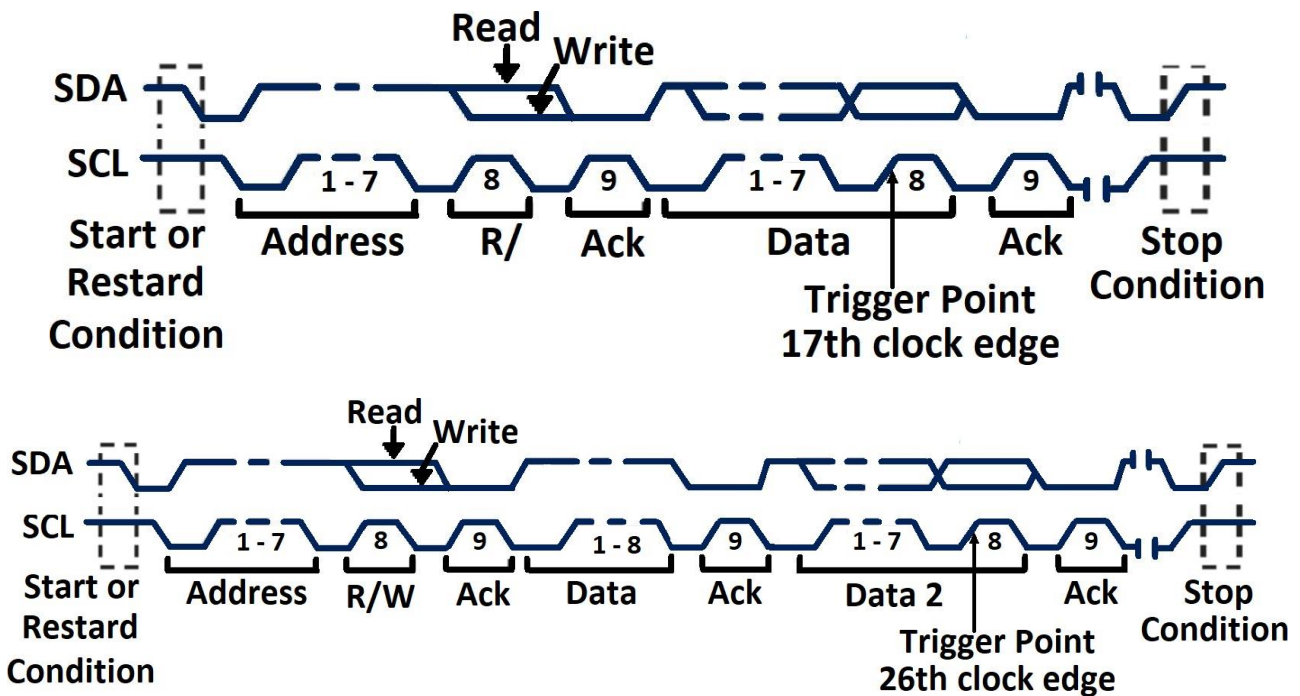 Read
Write
SDA
SCL
1 - 7
8
9
1 - 7
8
9
Start or
Restard
Condition
Address
R/
Ack
Data
Ack
Stop
Condition
Trigger Point
17th clock edge
Read
Write
SDA
SCL
1 - 7
8
9
1 - 8
9
1 - 7
8
9
Start or
Restard
Condition
Address
R/W
Ack
Data
Ack
Data 2
Ack
Stop
Condition
Trigger Point
26th clock edge